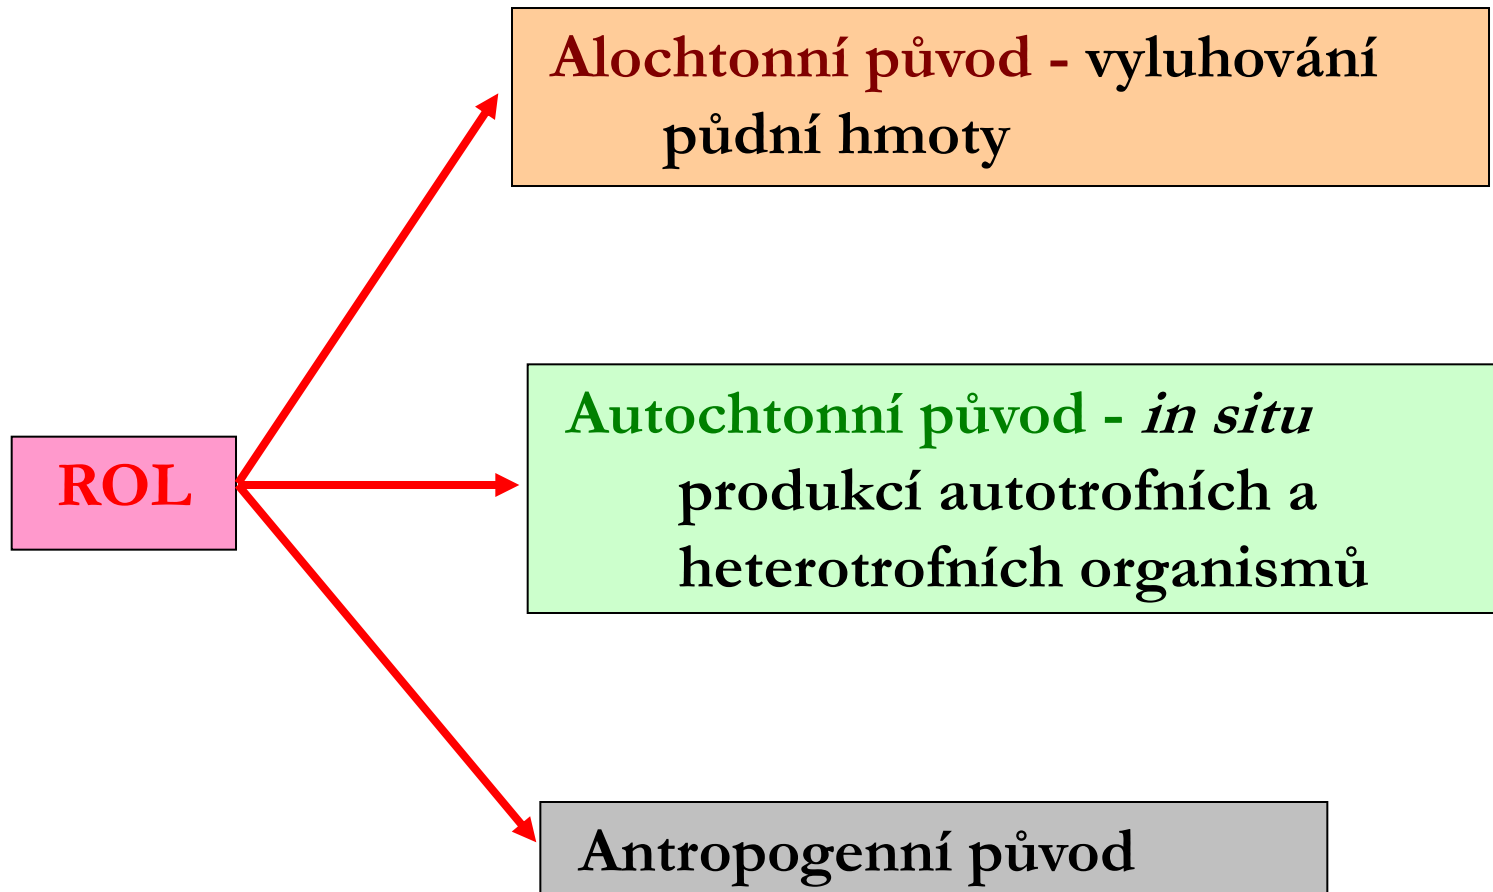 Alochtonní původ - vyluhování
půdní hmoty
Autochtonní původ - in situ
produkcí autotrofních a
heterotrofních organismů
ROL
Antropogenní původ